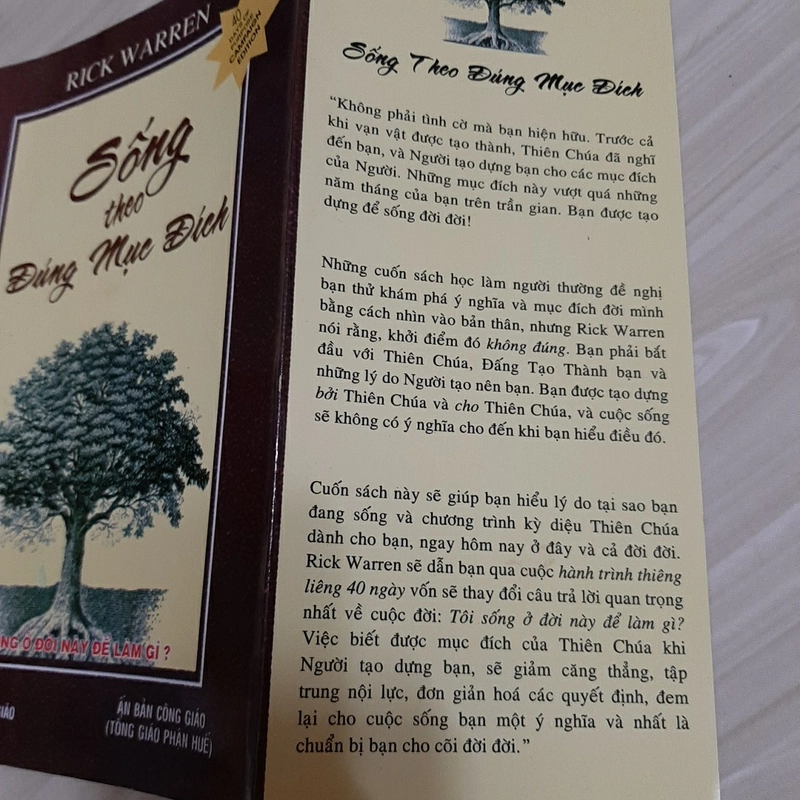 RICK WARREN
40
DAYS OF
PURPOSE
CAMPAIGN
EDITION
Sống
theo
Đúng Mục Đích
NG Ở ĐỜI NÀY ĐỂ LÀM GÌ ?
GIÁO
ẤN BẢN CÔNG GIÁO
(TỔNG GIÁO PHẬN HUẾ)
Sống Theo Đúng Mục Đích
“Không phải tình cờ mà bạn hiện hữu. Trước cả
khi vạn vật được tạo thành, Thiên Chúa đã nghĩ
đến bạn, và Người tạo dựng bạn cho các mục đích
của Người. Những mục đích này vượt quá những
năm tháng của bạn trên trần gian. Bạn được tạo
dựng để sống đời đời!
Những cuốn sách học làm người thường đề nghị
bạn thử khám phá ý nghĩa và mục đích đời mình
bằng cách nhìn vào bản thân, nhưng Rick Warren
nói rằng, khởi điểm đó không đúng. Bạn phải bắt
đầu với Thiên Chúa, Đấng Tạo Thành bạn và
những lý do Người tạo nên bạn. Bạn được tạo dựng
bởi Thiên Chúa và cho Thiên Chúa, và cuộc sống
sẽ không có ý nghĩa cho đến khi bạn hiểu điều đó.
Cuốn sách này sẽ giúp bạn hiểu lý do tại sao bạn
đang sống và chương trình kỳ diệu Thiên Chúa
dành cho bạn, ngay hôm nay ở đây và cả đời đời.
Rick Warren sẽ dẫn bạn qua cuộc hành trình thiêng
liêng 40 ngày vốn sẽ thay đổi câu trả lời quan trọng
nhất về cuộc đời: Tôi sống ở đời này để làm gì?
Việc biết được mục đích của Thiên Chúa khi
Người tạo dựng bạn, sẽ giảm căng thẳng, tập
trung nội lực, đơn giản hoá các quyết định, đem
lại cho cuộc sống bạn một ý nghĩa và nhất là
chuẩn bị bạn cho cõi đời đời.”